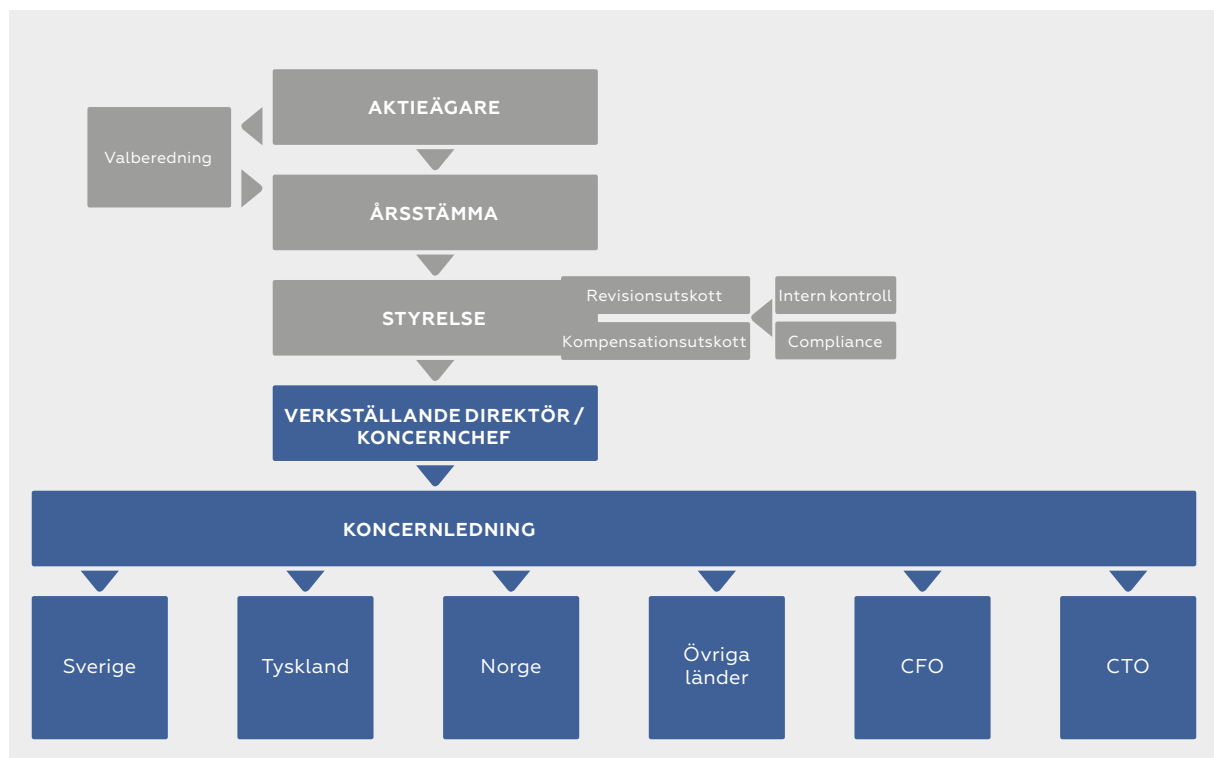 AKTIEÄGARE
Valberedning
ÅRSSTÄMMA
STYRELSE
Revisionsutskott
Intern kontroll
Kompensationsutskott
Compliance
VERKSTÄLLANDE DIREKTÖR /
KONCERNCHEF
KONCERNLEDNING
Sverige
Tyskland
Norge
Övriga
länder
CFO
CTO